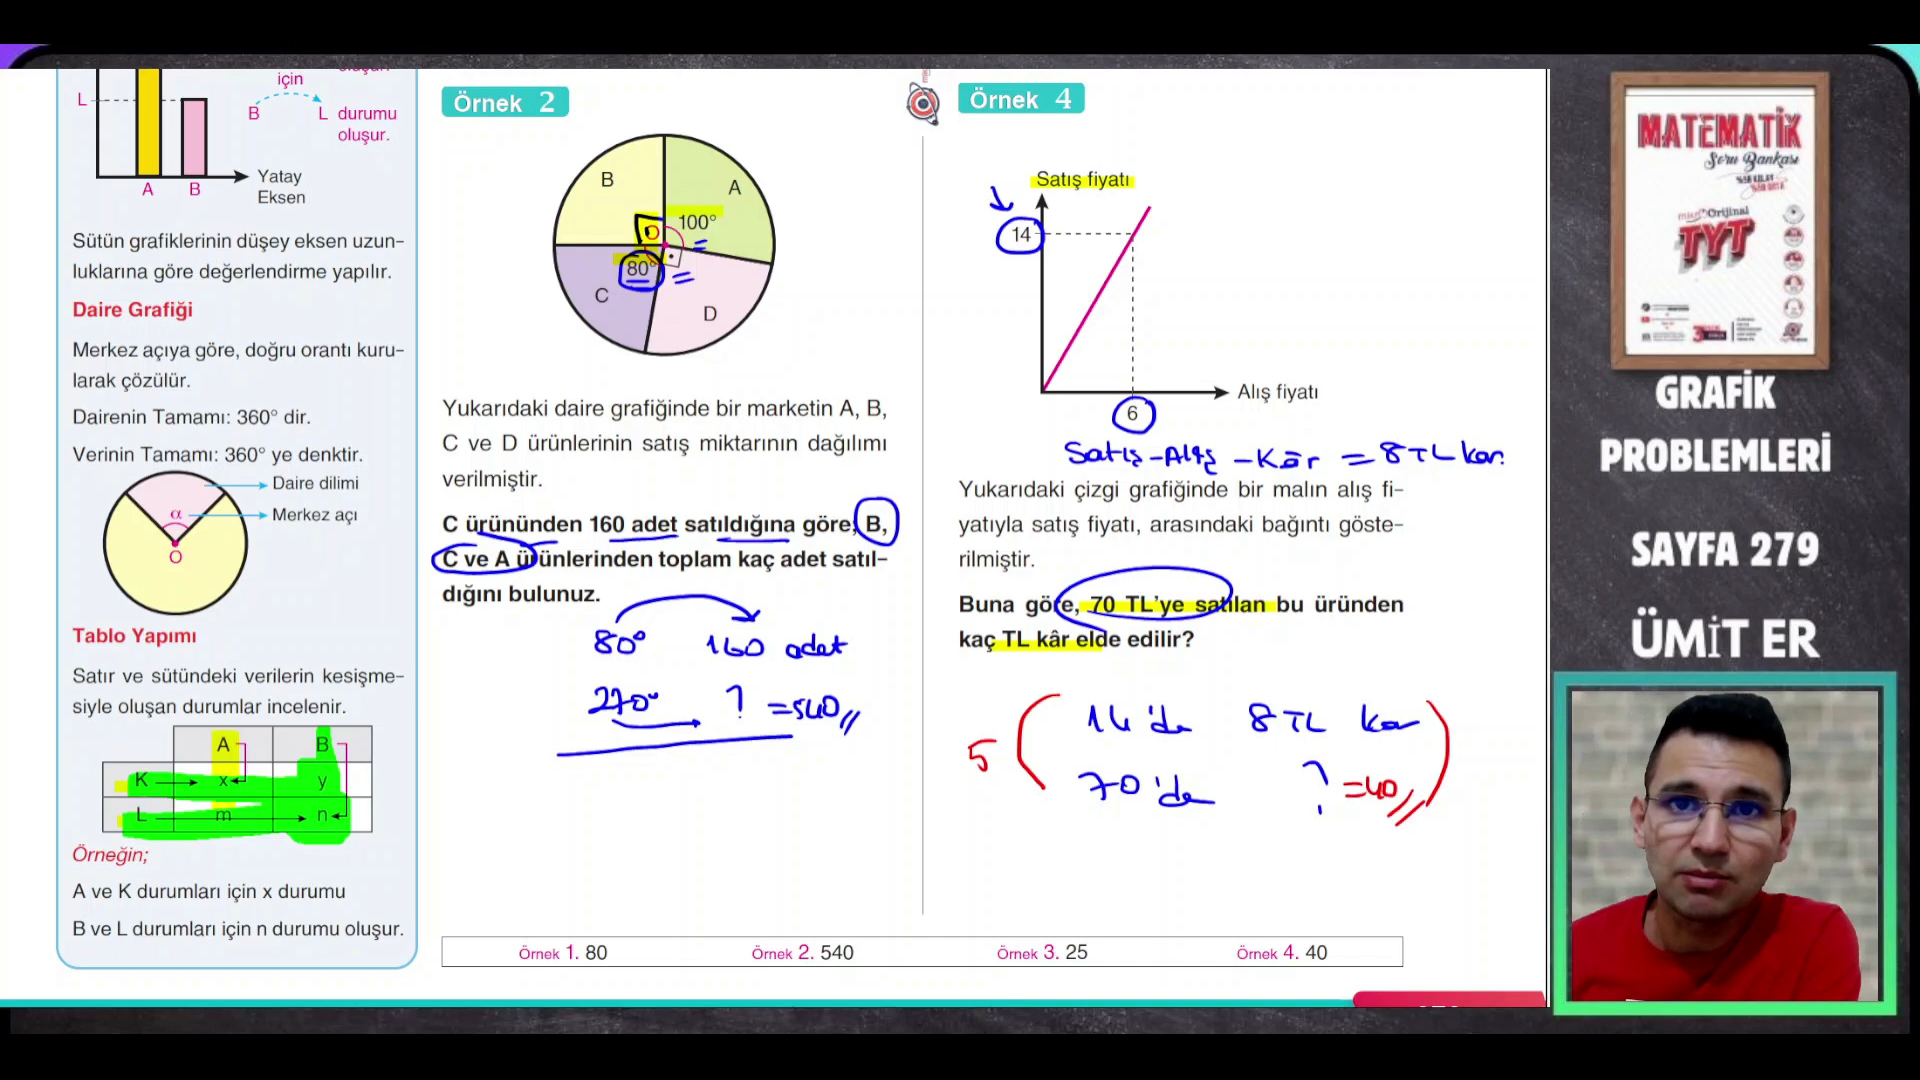 için
L
B
L durumu
oluşur.
A
B
Yatay
Eksen
Sütün grafiklerinin düşey eksen uzun-
luklarına göre değerlendirme yapılır.
Daire Grafiği
Merkez açıya göre, doğru orantı kuru-
larak çözülür.
Dairenin Tamamı: 360° dir.
Verinin Tamamı: 360° ye denktir.
Daire dilimi
α
Merkez açı
O
Tablo Yapımı
Satır ve sütündeki verilerin kesişme-
siyle oluşan durumlar incelenir.
A B
K x y
L m n
Örneğin;
A ve K durumları için x durumu
B ve L durumları için n durumu oluşur.
Örnek 2
B
A
O
100°
80°
C
D
Yukarıdaki daire grafiğinde bir marketin A, B,
C ve D ürünlerinin satış miktarının dağılımı
verilmiştir.
C ürününden 160 adet satıldığına göre, B,
C ve A ürünlerinden toplam kaç adet satıl-
dığını bulunuz.
80° 160 adet
270° ? =540
Örnek 4
Satış fiyatı
14
Alış fiyatı
6
Satış-Alış-Kâr = 8TL kar.
Yukarıdaki çizgi grafiğinde bir malın alış fi-
yatıyla satış fiyatı, arasındaki bağıntı göste-
rilmiştir.
Buna göre, 70 TL'ye satılan bu üründen
kaç TL kâr elde edilir?
14'de 8TL kar
5
70'de ? =40
Örnek 1. 80 Örnek 2. 540 Örnek 3. 25 Örnek 4. 40
MATEMATİK
Soru Bankası
Orijinal
TYT
GRAFİK
PROBLEMLERİ
SAYFA 279
ÜMİT ER